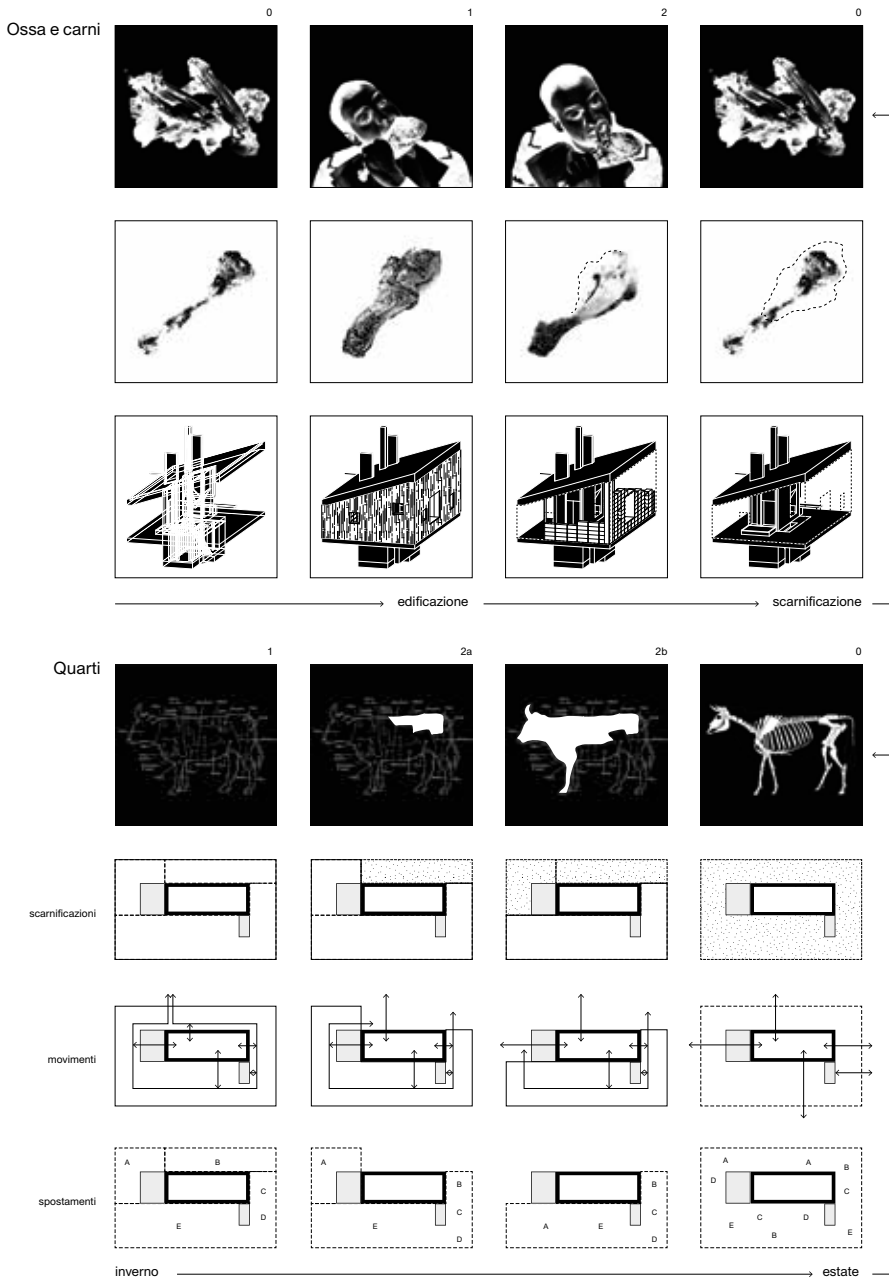 0 1 2 0
Ossa e carni
edificazione scarnificazione
1 2a 2b 0
Quarti
scarnificazioni
movimenti
A B
A
A A B
spostamenti
C
B
D C
C
D
C
B
E
E
A E
E C D
D
D
D
B E
inverno estate